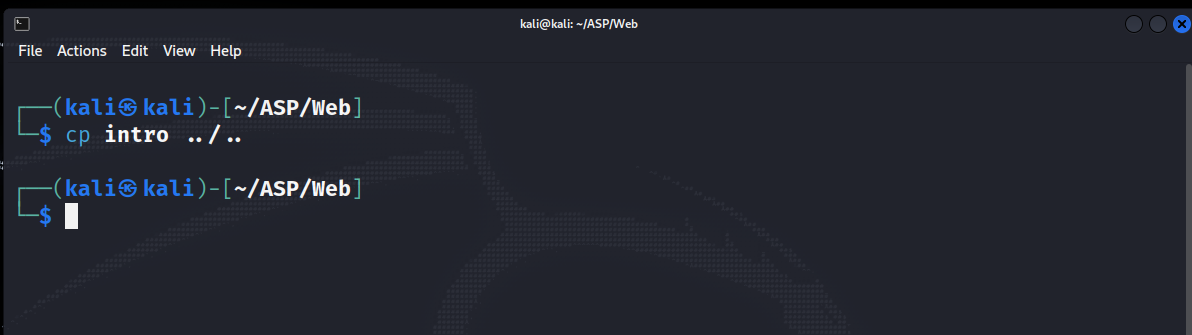 kali@kali: ~/ASP/Web
File Actions Edit View Help
┌──(kali㉿kali)-[~/ASP/Web]
└─$ cp intro ../..
┌──(kali㉿kali)-[~/ASP/Web]
└─$